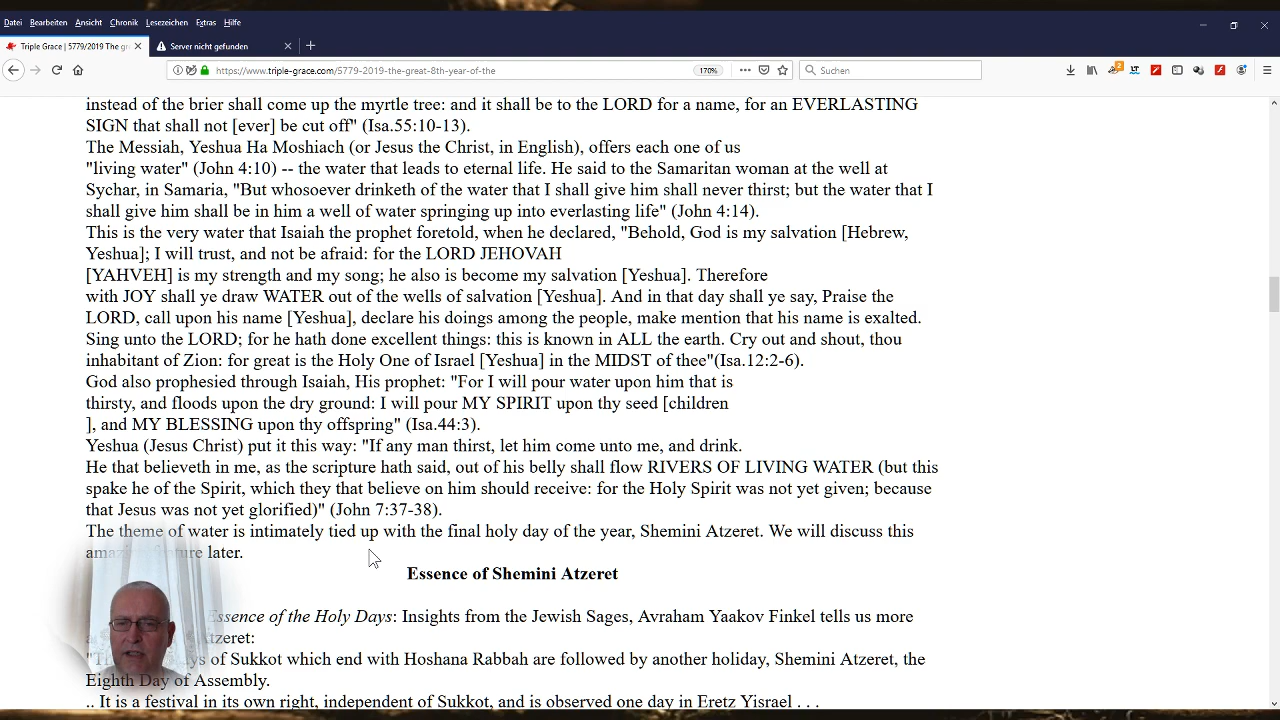 Datei Bearbeiten Ansicht Chronik Lesezeichen Extras Hilfe
Triple Grace | 5779/2019 The gre
Server nicht gefunden
https://www.triple-grace.com/5779-2019-the-great-8th-year-of-the
170%
Suchen
2
instead of the brier shall come up the myrtle tree: and it shall be to the LORD for a name, for an EVERLASTING
SIGN that shall not [ever] be cut off" (Isa.55:10-13).
The Messiah, Yeshua Ha Moshiach (or Jesus the Christ, in English), offers each one of us
"living water" (John 4:10) -- the water that leads to eternal life. He said to the Samaritan woman at the well at
Sychar, in Samaria, "But whosoever drinketh of the water that I shall give him shall never thirst; but the water that I
shall give him shall be in him a well of water springing up into everlasting life" (John 4:14).
This is the very water that Isaiah the prophet foretold, when he declared, "Behold, God is my salvation [Hebrew,
Yeshua]; I will trust, and not be afraid: for the LORD JEHOVAH
[YAHVEH] is my strength and my song; he also is become my salvation [Yeshua]. Therefore
with JOY shall ye draw WATER out of the wells of salvation [Yeshua]. And in that day shall ye say, Praise the
LORD, call upon his name [Yeshua], declare his doings among the people, make mention that his name is exalted.
Sing unto the LORD; for he hath done excellent things: this is known in ALL the earth. Cry out and shout, thou
inhabitant of Zion: for great is the Holy One of Israel [Yeshua] in the MIDST of thee"(Isa.12:2-6).
God also prophesied through Isaiah, His prophet: "For I will pour water upon him that is
thirsty, and floods upon the dry ground: I will pour MY SPIRIT upon thy seed [children
], and MY BLESSING upon thy offspring" (Isa.44:3).
Yeshua (Jesus Christ) put it this way: "If any man thirst, let him come unto me, and drink.
He that believeth in me, as the scripture hath said, out of his belly shall flow RIVERS OF LIVING WATER (but this
spake he of the Spirit, which they that believe on him should receive: for the Holy Spirit was not yet given; because
that Jesus was not yet glorified)" (John 7:37-38).
The theme of water is intimately tied up with the final holy day of the year, Shemini Atzeret. We will discuss this
later.
Essence of Shemini Atzeret
Essence of the Holy Days: Insights from the Jewish Sages, Avraham Yaakov Finkel tells us more
of Sukkot which end with Hoshana Rabbah are followed by another holiday, Shemini Atzeret, the
Eighth Day of Assembly.
.. It is a festival in its own right, independent of Sukkot, and is observed one day in Eretz Yisrael . . .